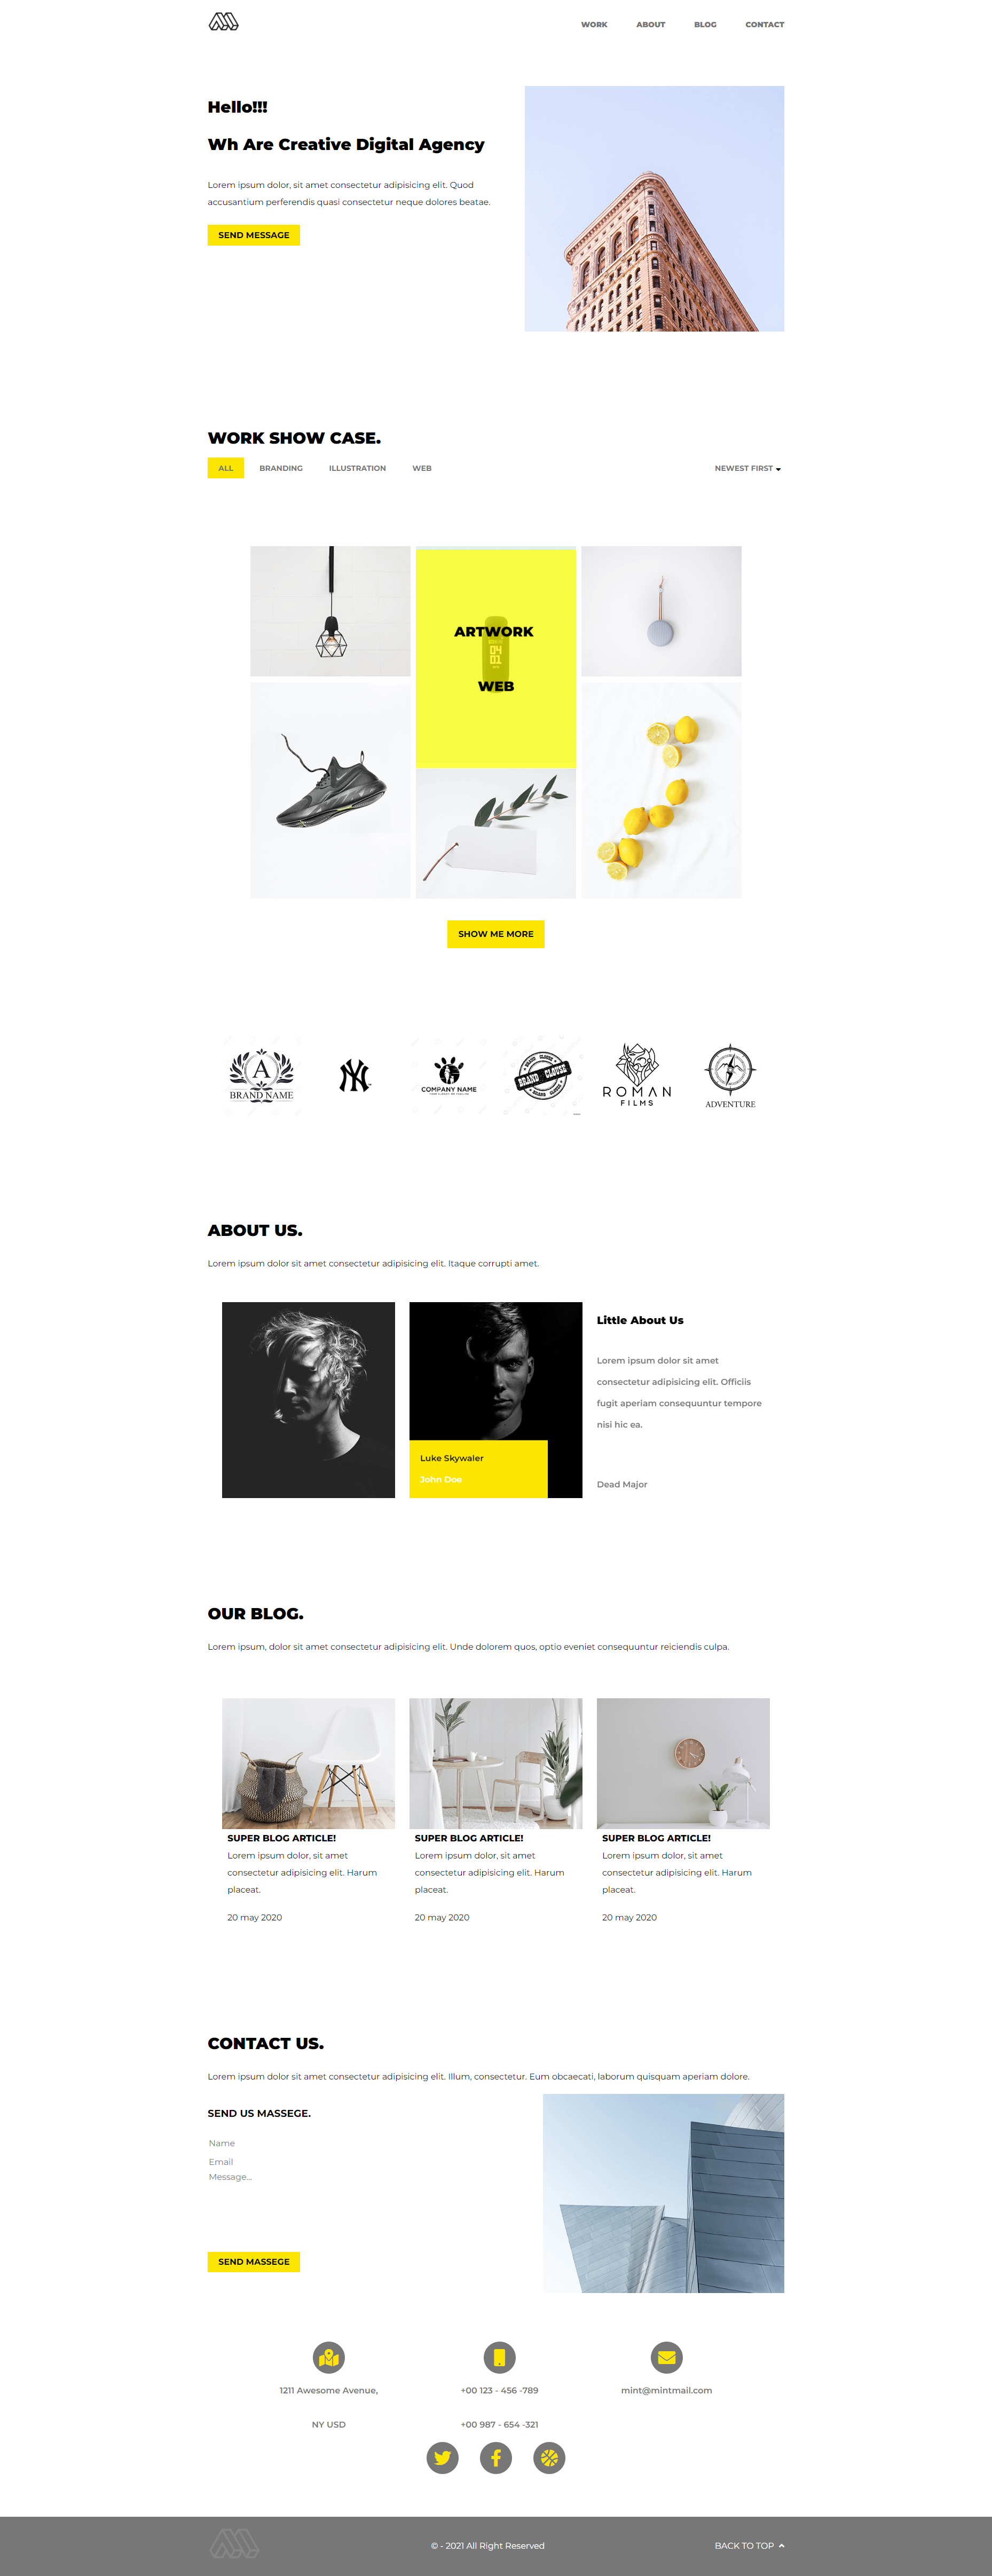 WORK ABOUT BLOG CONTACT
Hello!!!
Wh Are Creative Digital Agency
Lorem ipsum dolor, sit amet consectetur adipisicing elit. Quod
accusantium perferendis quasi consectetur neque dolores beatae.
SEND MESSAGE
WORK SHOW CASE.
ALL BRANDING ILLUSTRATION WEB NEWEST FIRST
ARTWORK
04
01
WEB
SHOW ME MORE
A
BRAND NAME
NY
COMPANY NAME
BRAND CLOUSE
BRAND CLOUSE
BRAND CLOUSE
ROMAN
FILMS
ADVENTURE
ABOUT US.
Lorem ipsum dolor sit amet consectetur adipisicing elit. Itaque corrupti amet.
Luke Skywaler
John Doe
Little About Us
Lorem ipsum dolor sit amet
consectetur adipisicing elit. Officiis
fugit aperiam consequuntur tempore
nisi hic ea.
Dead Major
OUR BLOG.
Lorem ipsum, dolor sit amet consectetur adipisicing elit. Unde dolorem quos, optio eveniet consequuntur reiciendis culpa.
SUPER BLOG ARTICLE!
Lorem ipsum dolor, sit amet
consectetur adipisicing elit. Harum
placeat.
20 may 2020
SUPER BLOG ARTICLE!
Lorem ipsum dolor, sit amet
consectetur adipisicing elit. Harum
placeat.
20 may 2020
SUPER BLOG ARTICLE!
Lorem ipsum dolor, sit amet
consectetur adipisicing elit. Harum
placeat.
20 may 2020
CONTACT US.
Lorem ipsum dolor sit amet consectetur adipisicing elit. Illum, consectetur. Eum obcaecati, laborum quisquam aperiam dolore.
SEND US MASSEGE.
Name
Email
Message...
SEND MASSEGE
1211 Awesome Avenue,
NY USD
+00 123 - 456 -789
+00 987 - 654 -321
mint@mintmail.com
© - 2021 All Right Reserved
BACK TO TOP